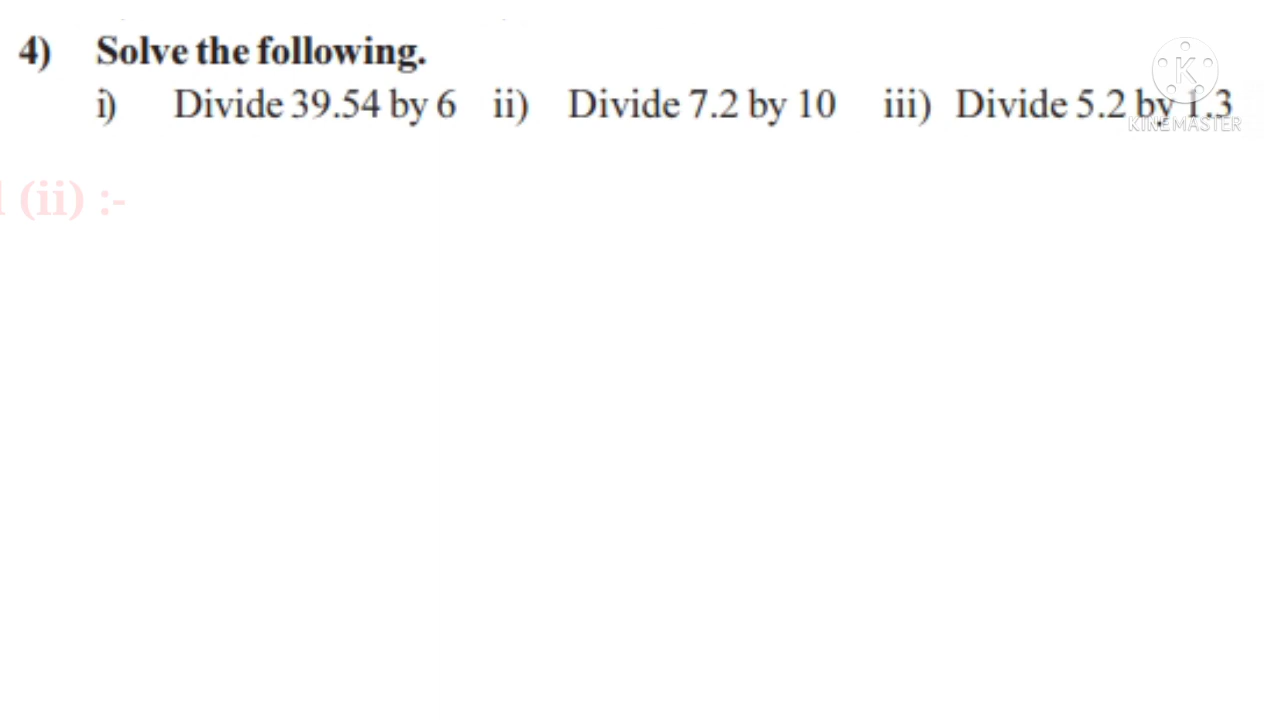 4) Solve the following.
i) Divide 39.54 by 6 ii) Divide 7.2 by 10 iii) Divide 5.2 by 1.3
K
KINEMASTER
(ii) :-